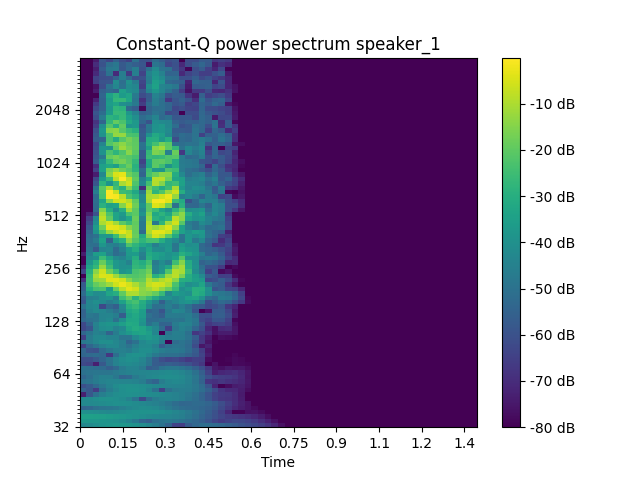 Constant-Q power spectrum speaker_1
Hz
2048
1024
512
256
128
64
32
0 0.15 0.3 0.45 0.6 0.75 0.9 1.1 1.2 1.4
Time
-10 dB
-20 dB
-30 dB
-40 dB
-50 dB
-60 dB
-70 dB
-80 dB